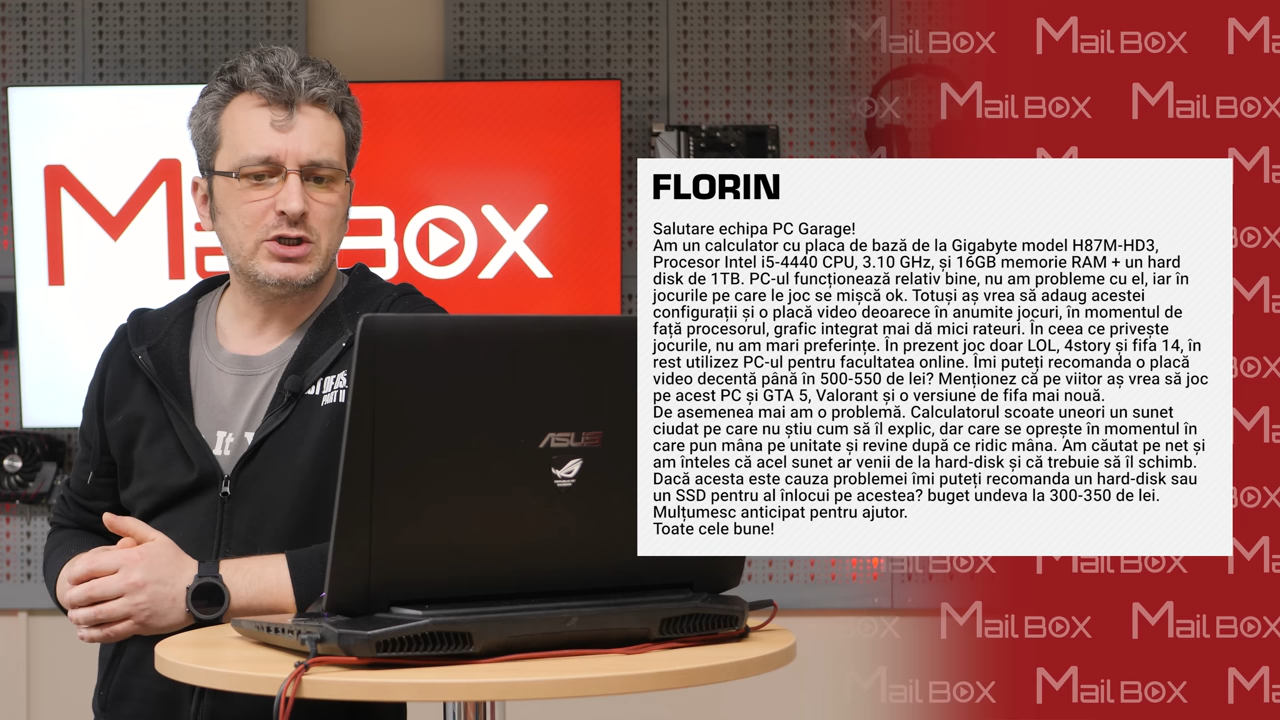 MailBox
ASUS
FLORIN
Salutare echipa PC Garage!
Am un calculator cu placa de bază de la Gigabyte model H87M-HD3,
Procesor Intel i5-4440 CPU, 3.10 GHz, și 16GB memorie RAM + un hard
disk de 1TB. PC-ul funcționează relativ bine, nu am probleme cu el, iar în
jocurile pe care le joc se mișcă ok. Totuși aș vrea să adaug acestei
configurații și o placă video deoarece în anumite jocuri, în momentul de
față procesorul, grafic integrat mai dă mici rateuri. În ceea ce privește
jocurile, nu am mari preferințe. În prezent joc doar LOL, 4story și fifa 14, în
rest utilizez PC-ul pentru facultatea online. Îmi puteți recomanda o placă
video decentă până în 500-550 de lei? Menționez că pe viitor aș vrea să joc
pe acest PC și GTA 5, Valorant și o versiune de fifa mai nouă.
De asemenea mai am o problemă. Calculatorul scoate uneori un sunet
ciudat pe care nu știu cum să îl explic, dar care se oprește în momentul în
care pun mâna pe unitate și revine după ce ridic mâna. Am căutat pe net și
am înteles că acel sunet ar venii de la hard-disk și că trebuie să îl schimb.
Dacă acesta este cauza problemei îmi puteți recomanda un hard-disk sau
un SSD pentru al înlocui pe acestea? buget undeva la 300-350 de lei.
Mulțumesc anticipat pentru ajutor.
Toate cele bune!
MailBox
MailBox
MailBox
MailBox
MailBox
MailBox
MailBox
PART II
It